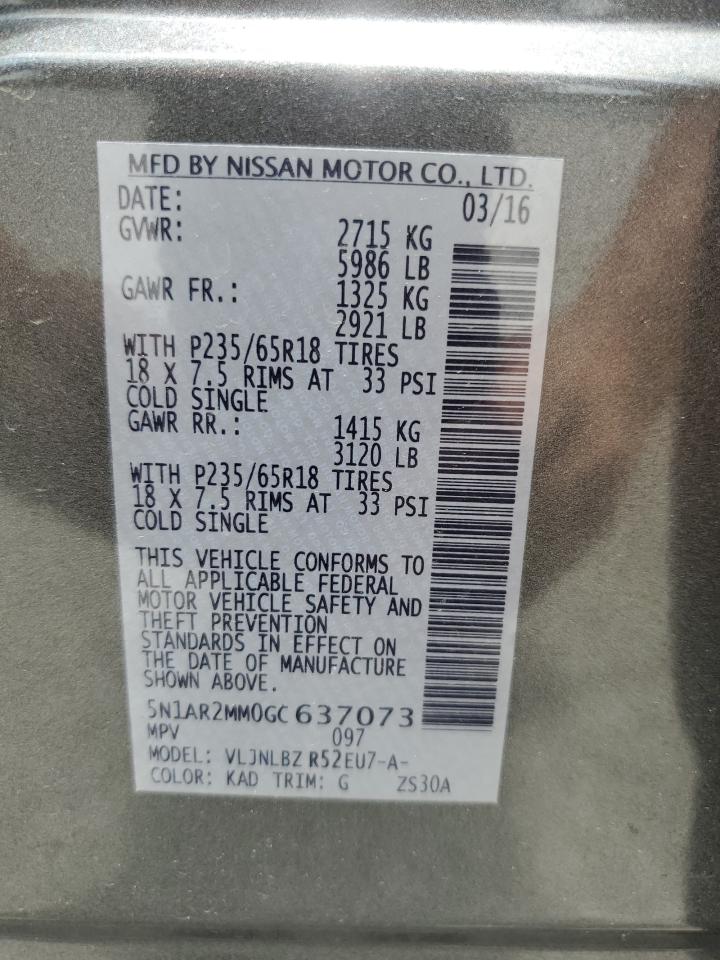 MFD BY NISSAN MOTOR CO., LTD.
DATE: 03/16
GVWR: 2715 KG
5986 LB
GAWR FR.: 1325 KG
2921 LB
WITH P235/65R18 TIRES
18 X 7.5 RIMS AT 33 PSI
COLD SINGLE
GAWR RR.: 1415 KG
3120 LB
WITH P235/65R18 TIRES
18 X 7.5 RIMS AT 33 PSI
COLD SINGLE
THIS VEHICLE CONFORMS TO
ALL APPLICABLE FEDERAL
MOTOR VEHICLE SAFETY AND
THEFT PREVENTION
STANDARDS IN EFFECT ON
THE DATE OF MANUFACTURE
SHOWN ABOVE.
5N1AR2MM0GC637073
MPV 097
MODEL: VLJNLBZ R52EU7-A-
COLOR: KAD TRIM: G ZS30A